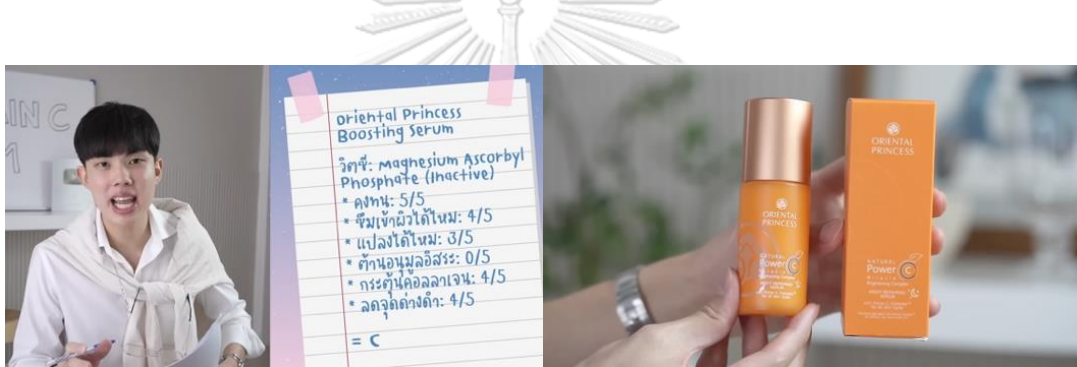 IN C
Oriental Princess
Boosting Serum
วิตซี: Magnesium Ascorbyl
Phosphate (Inactive)
* คงทน: 5/5
* ซึมเข้าผิวได้ไหม: 4/5
* แปลงได้ไหม: 3/5
* ต้านอนุมูลอิสระ: 0/5
* กระตุ้นคอลลาเจน: 4/5
* ลดจุดด่างดำ: 4/5
= C
ORIENTAL
PRINCESS
NATURAL
Power C
ORIENTAL
PRINCESS
NATURAL
Power C